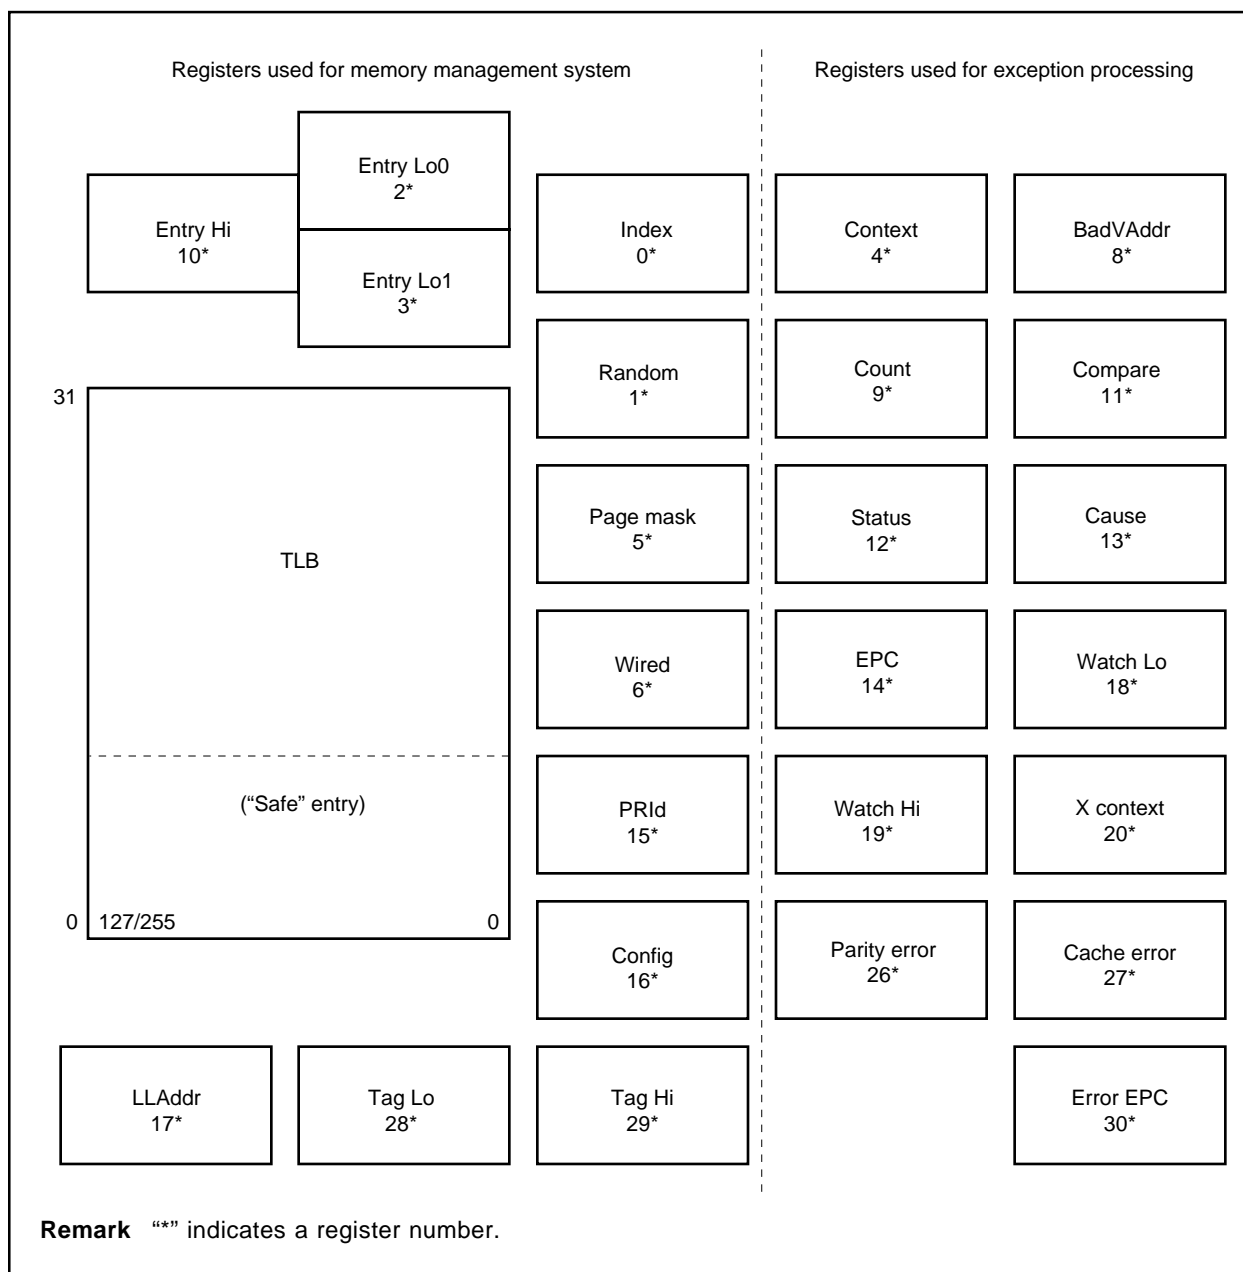 Registers used for memory management system
Registers used for exception processing
Entry Lo0
2*
Entry Hi
10*
Entry Lo1
3*
Index
0*
Context
4*
BadVAddr
8*
Random
1*
Count
9*
Compare
11*
31
TLB
Page mask
5*
Status
12*
Cause
13*
Wired
6*
EPC
14*
Watch Lo
18*
(“Safe” entry)
PRId
15*
Watch Hi
19*
X context
20*
0
127/255
0
Config
16*
Parity error
26*
Cache error
27*
LLAddr
17*
Tag Lo
28*
Tag Hi
29*
Error EPC
30*
Remark “*” indicates a register number.